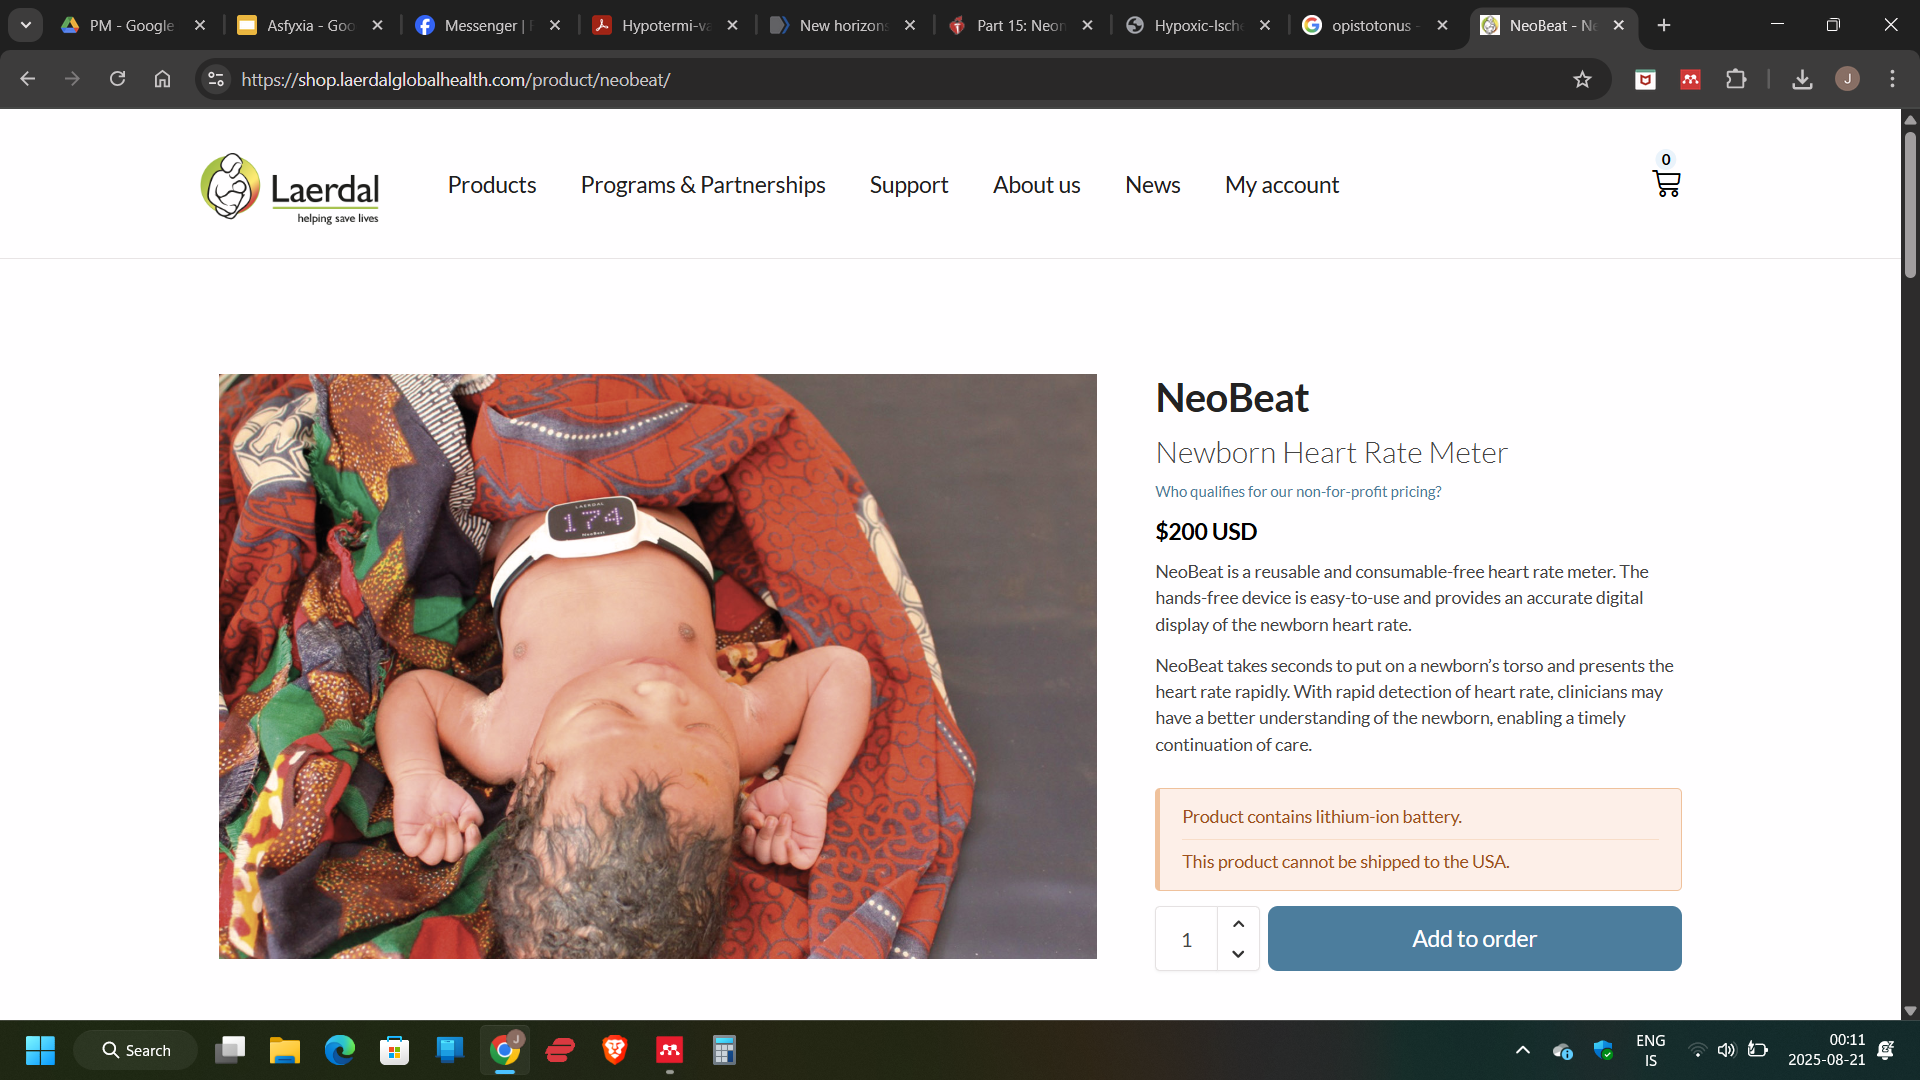 PM - Google
Asfyxia - Goo
Messenger |
Hypotermi-va
New horizons
Part 15: Neon
Hypoxic-Ische
opistotonus -
NeoBeat - Ne
https://shop.laerdalglobalhealth.com/product/neobeat/
J
Laerdal
helping save lives
Products
Programs & Partnerships
Support
About us
News
My account
0
LAERDAL
174
NeoBeat
NeoBeat
Newborn Heart Rate Meter
Who qualifies for our non-for-profit pricing?
$200 USD
NeoBeat is a reusable and consumable-free heart rate meter. The
hands-free device is easy-to-use and provides an accurate digital
display of the newborn heart rate.
NeoBeat takes seconds to put on a newborn’s torso and presents the
heart rate rapidly. With rapid detection of heart rate, clinicians may
have a better understanding of the newborn, enabling a timely
continuation of care.
Product contains lithium-ion battery.
This product cannot be shipped to the USA.
1
Add to order
Search
J
ENG
IS
00:11
2025-08-21